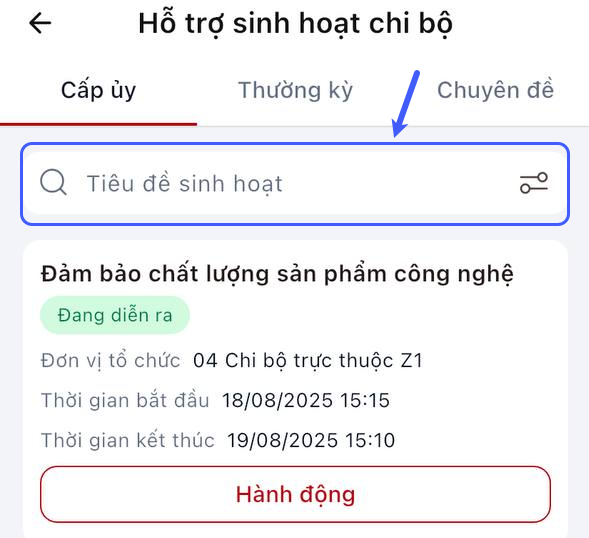 Hỗ trợ sinh hoạt chi bộ
Cấp ủy Thường kỳ Chuyên đề
Tiêu đề sinh hoạt
Đảm bảo chất lượng sản phẩm công nghệ
Đang diễn ra
Đơn vị tổ chức 04 Chi bộ trực thuộc Z1
Thời gian bắt đầu 18/08/2025 15:15
Thời gian kết thúc 19/08/2025 15:10
Hành động